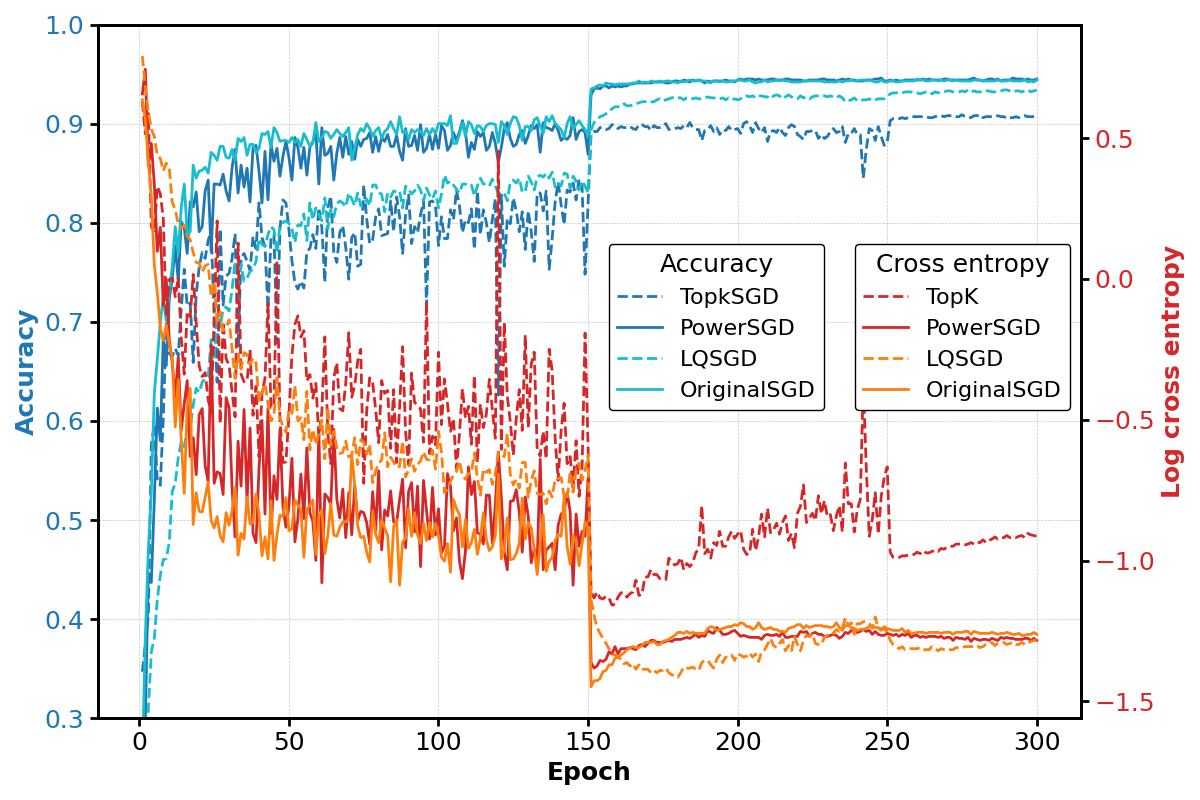 1.0
0.9
0.8
0.7
0.6
0.5
0.4
0.3
Accuracy
0
50
100
150
200
250
300
Epoch
0.5
0.0
−0.5
−1.0
−1.5
Log cross entropy
Accuracy
TopkSGD
PowerSGD
LQSGD
OriginalSGD
Cross entropy
TopK
PowerSGD
LQSGD
OriginalSGD